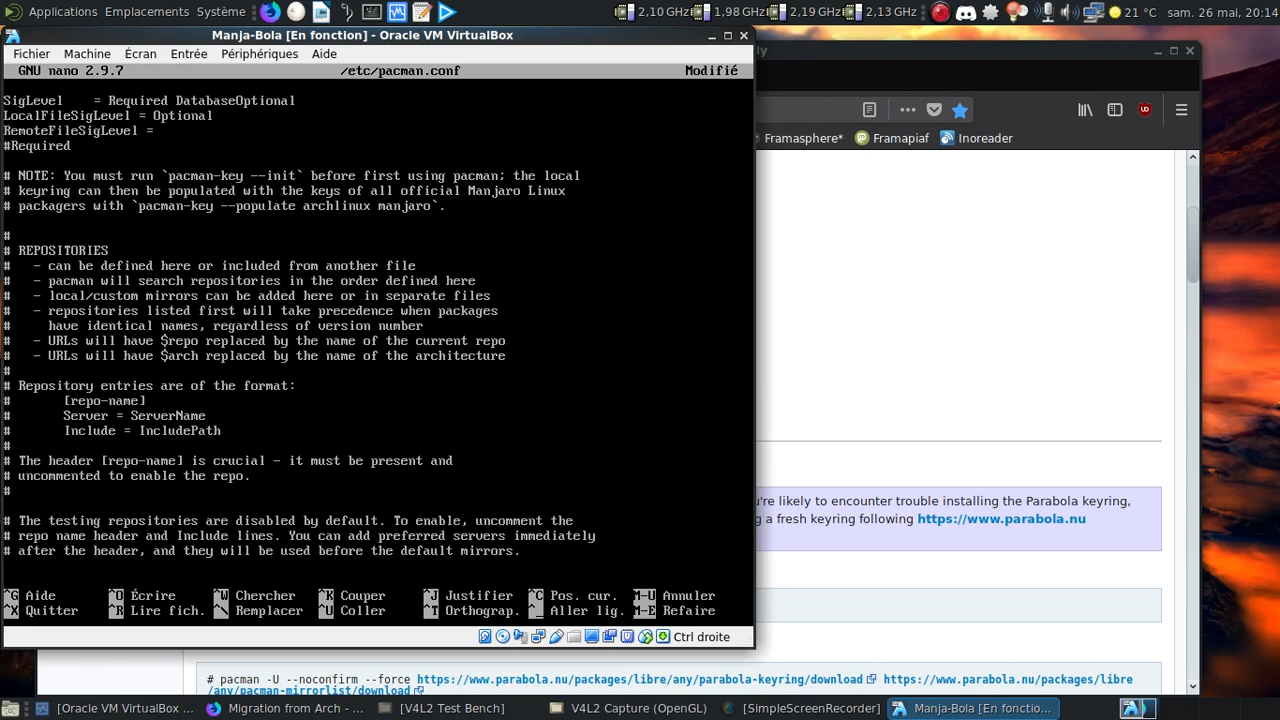 Applications Emplacements Système 2,10 GHz 1,98 GHz 2,19 GHz 2,13 GHz 21 °C sam. 26 mai, 20:14
Manja-Bola [En fonction] - Oracle VM VirtualBox
Fichier Machine Écran Entrée Périphériques Aide
GNU nano 2.9.7 /etc/pacman.conf Modifié
SigLevel    = Required DatabaseOptional
LocalFileSigLevel = Optional
RemoteFileSigLevel =
#Required
# NOTE: You must run `pacman-key --init` before first using pacman; the local
# keyring can then be populated with the keys of all official Manjaro Linux
# packagers with `pacman-key --populate archlinux manjaro`.
#
# REPOSITORIES
#   - can be defined here or included from another file
#   - pacman will search repositories in the order defined here
#   - local/custom mirrors can be added here or in separate files
#   - repositories listed first will take precedence when packages
#     have identical names, regardless of version number
#   - URLs will have $repo replaced by the name of the current repo
#   - URLs will have $arch replaced by the name of the architecture
#
# Repository entries are of the format:
#       [repo-name]
#       Server = ServerName
#       Include = IncludePath
#
# The header [repo-name] is crucial - it must be present and
# uncommented to enable the repo.
#
# The testing repositories are disabled by default. To enable, uncomment the
# repo name header and Include lines. You can add preferred servers immediately
# after the header, and they will be used before the default mirrors.
^G Aide ^O Écrire ^W Chercher ^K Couper ^J Justifier ^C Pos. cur. M-U Annuler
^X Quitter ^R Lire fich. ^\ Remplacer ^U Coller ^T Orthograp. ^_ Aller lig. M-E Refaire
Ctrl droite
ly
Framasphere* Framapiaf Inoreader
u're likely to encounter trouble installing the Parabola keyring,
g a fresh keyring following https://www.parabola.nu
# pacman -U --noconfirm --force https://www.parabola.nu/packages/libre/any/parabola-keyring/download https://www.parabola.nu/packages/libre
/any/pacman-mirrorlist/download
[Oracle VM VirtualBox ... Migration from Arch - ... [V4L2 Test Bench] [V4L2 Capture (OpenGL) [SimpleScreenRecorder] Manja-Bola [En fonctio...